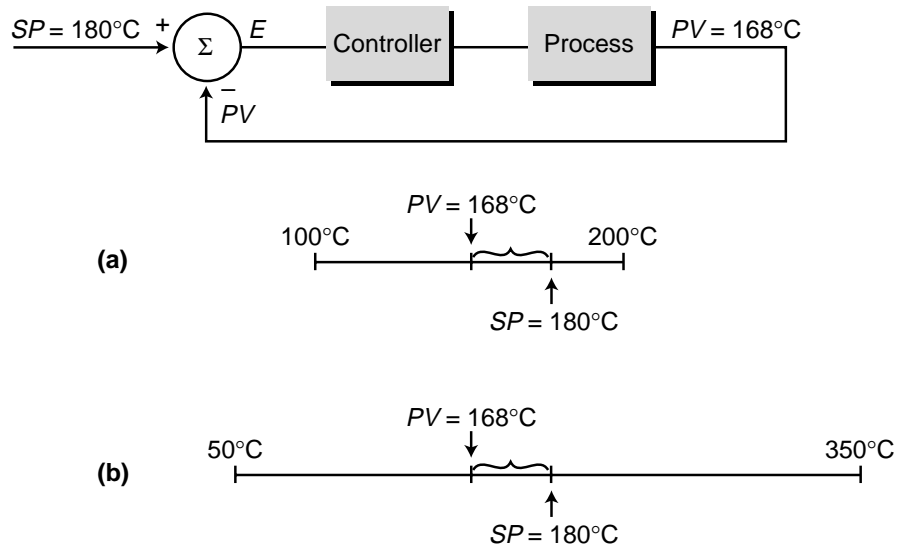 SP = 180°C + Σ E Controller Process PV = 168°C
−
PV
PV = 168°C
100°C 200°C
(a)
SP = 180°C
PV = 168°C
50°C 350°C
(b)
SP = 180°C